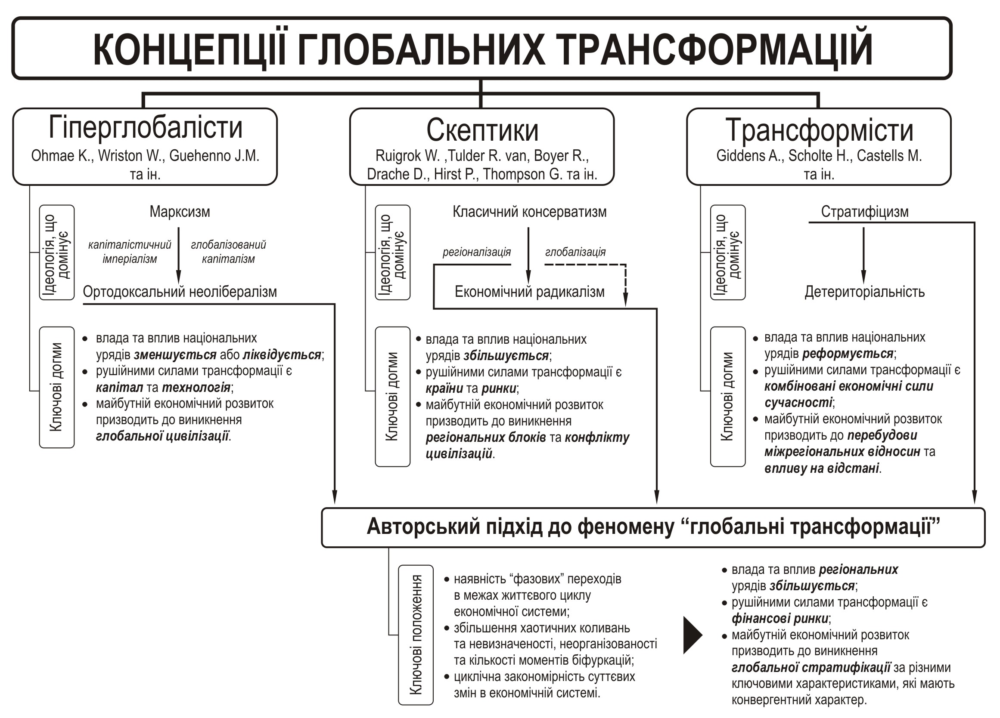 КОНЦЕПЦІЇ ГЛОБАЛЬНИХ ТРАНСФОРМАЦІЙ
Гіперглобалісти
Ohmae K., Wriston W., Guehenno J.M.
та ін.
Ідеологія, що
домінує
Марксизм
капіталістичний
імперіалізм
глобалізований
капіталізм
Ортодоксальний неолібералізм
Ключові догми
• влада та вплив національних
урядів зменшується або ліквідується;
• рушійними силами трансформації є
капітал та технологія;
• майбутній економічний розвиток
призводить до виникнення
глобальної цивілізації.
Скептики
Ruigrok W. ,Tulder R. van, Boyer R.,
Drache D., Hirst P., Thompson G. та ін.
Ідеологія, що
домінує
Класичний консерватизм
регіоналізація
глобалізація
Економічний радикалізм
Ключові догми
• влада та вплив національних
урядів збільшується;
• рушійними силами трансформації є
країни та ринки;
• майбутній економічний розвиток
призводить до виникнення
регіональних блоків та конфлікту
цивілізацій.
Трансформісти
Giddens A., Scholte H., Castells M.
та ін.
Ідеологія, що
домінує
Стратифіцизм
Детериторіальність
Ключові догми
• влада та вплив національних
урядів реформується;
• рушійними силами трансформації є
комбіновані економічні сили
сучасності;
• майбутній економічний розвиток
призводить до перебудови
міжрегіональних відносин та
впливу на відстані.
Авторський підхід до феномену “глобальні трансформації”
Ключові положення
• наявність “фазових” переходів
в межах життєвого циклу
економічної системи;
• збільшення хаотичних коливань
та невизначеності, неорганізованості
та кількості моментів біфуркацій;
• циклічна закономірність суттєвих
змін в економічній системі.
• влада та вплив регіональних
урядів збільшується;
• рушійними силами трансформації є
фінансові ринки;
• майбутній економічний розвиток
призводить до виникнення
глобальної стратифікації за різними
ключовими характеристиками, які мають
конвергентний характер.